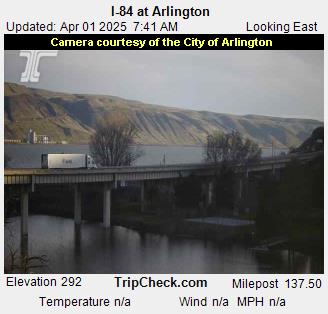 I-84 at Arlington
Updated: Apr 01 2025 7:41 AM Looking East
Camera courtesy of the City of Arlington
Elevation 292 TripCheck.com Milepost 137.50
Temperature n/a Wind n/a MPH n/a